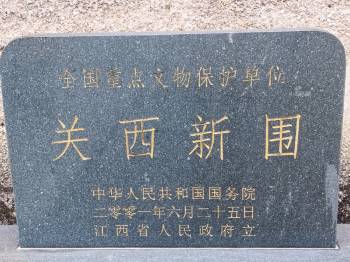 全国重点文物保护单位
关西新围
中华人民共和国国务院
二零零一年六月二十五日
江西省人民政府立